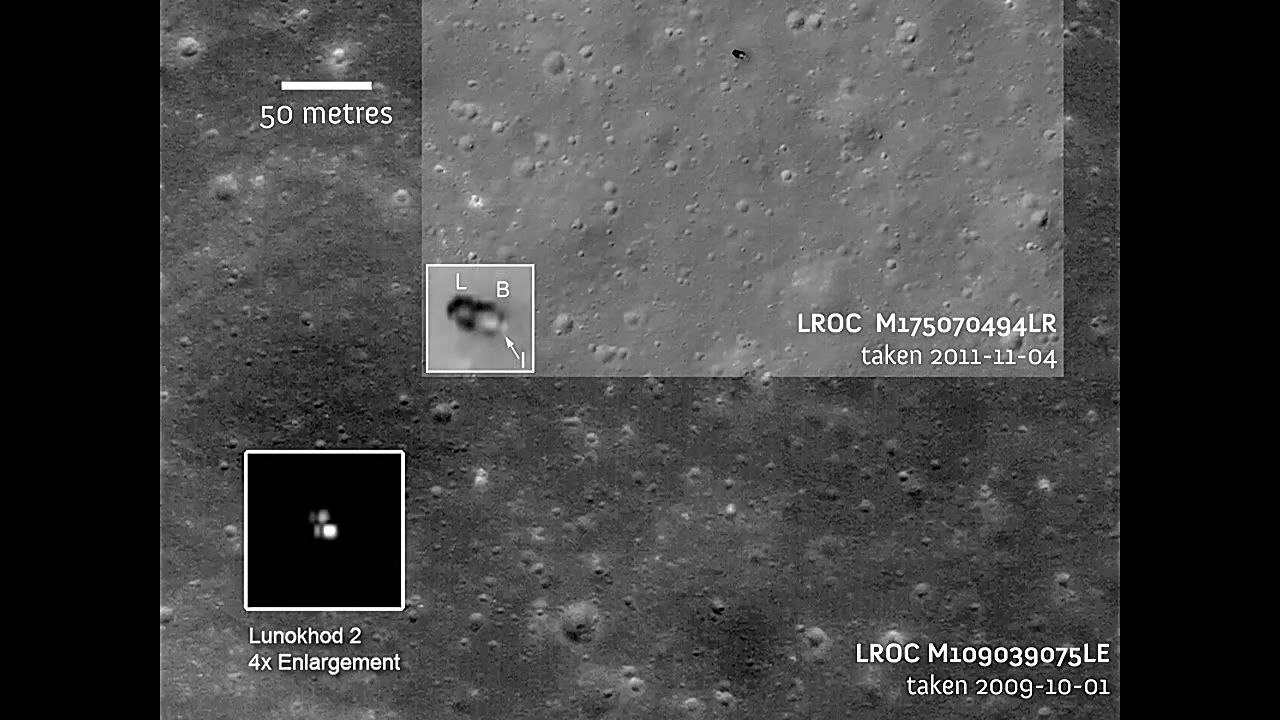 50 metres
L B
I
LROC M175070494LR
taken 2011-11-04
Lunokhod 2
4x Enlargement
LROC M109039075LE
taken 2009-10-01